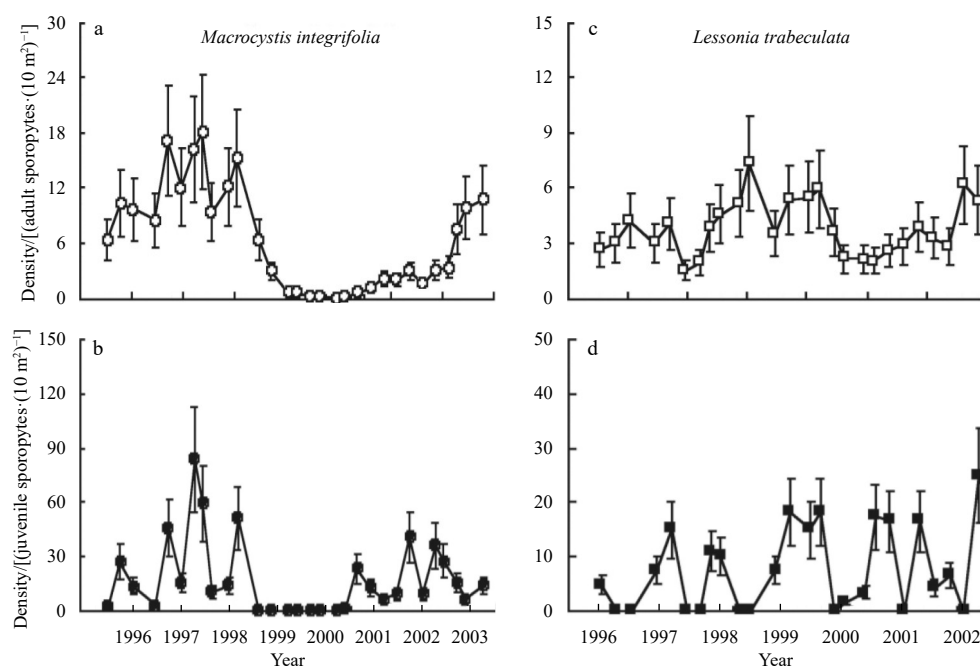 a
Macrocystis integrifolia
Density/[(adult sporopytes·(10 m²)⁻¹]
30
24
18
12
6
0
c
Lessonia trabeculata
15
12
9
6
3
0
b
Density/[(juvenile sporopytes·(10 m²)⁻¹]
150
120
90
60
30
0
1996 1997 1998 1999 2000 2001 2002 2003
Year
d
50
40
30
20
10
0
1996 1997 1998 1999 2000 2001 2002
Year